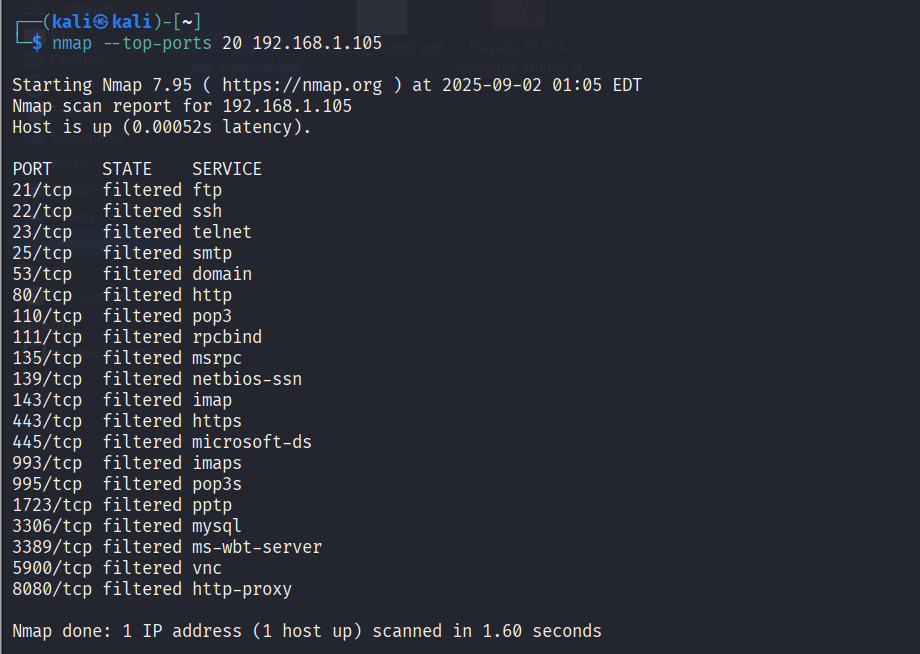 ┌──(kali㉿kali)-[~]
└─$ nmap --top-ports 20 192.168.1.105
Starting Nmap 7.95 ( https://nmap.org ) at 2025-09-02 01:05 EDT
Nmap scan report for 192.168.1.105
Host is up (0.00052s latency).
PORT     STATE    SERVICE
21/tcp   filtered ftp
22/tcp   filtered ssh
23/tcp   filtered telnet
25/tcp   filtered smtp
53/tcp   filtered domain
80/tcp   filtered http
110/tcp  filtered pop3
111/tcp  filtered rpcbind
135/tcp  filtered msrpc
139/tcp  filtered netbios-ssn
143/tcp  filtered imap
443/tcp  filtered https
445/tcp  filtered microsoft-ds
993/tcp  filtered imaps
995/tcp  filtered pop3s
1723/tcp filtered pptp
3306/tcp filtered mysql
3389/tcp filtered ms-wbt-server
5900/tcp filtered vnc
8080/tcp filtered http-proxy
Nmap done: 1 IP address (1 host up) scanned in 1.60 seconds